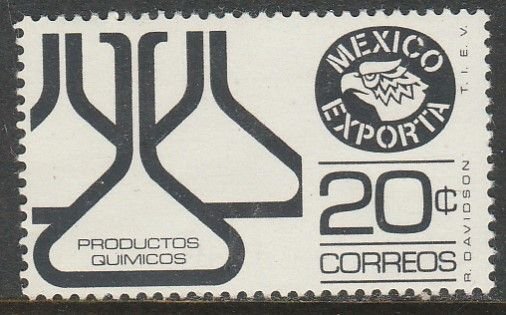 MEXICO
EXPORTA
20¢
CORREOS
PRODUCTOS
QUIMICOS
R. DAVIDSON T.I.E.V.